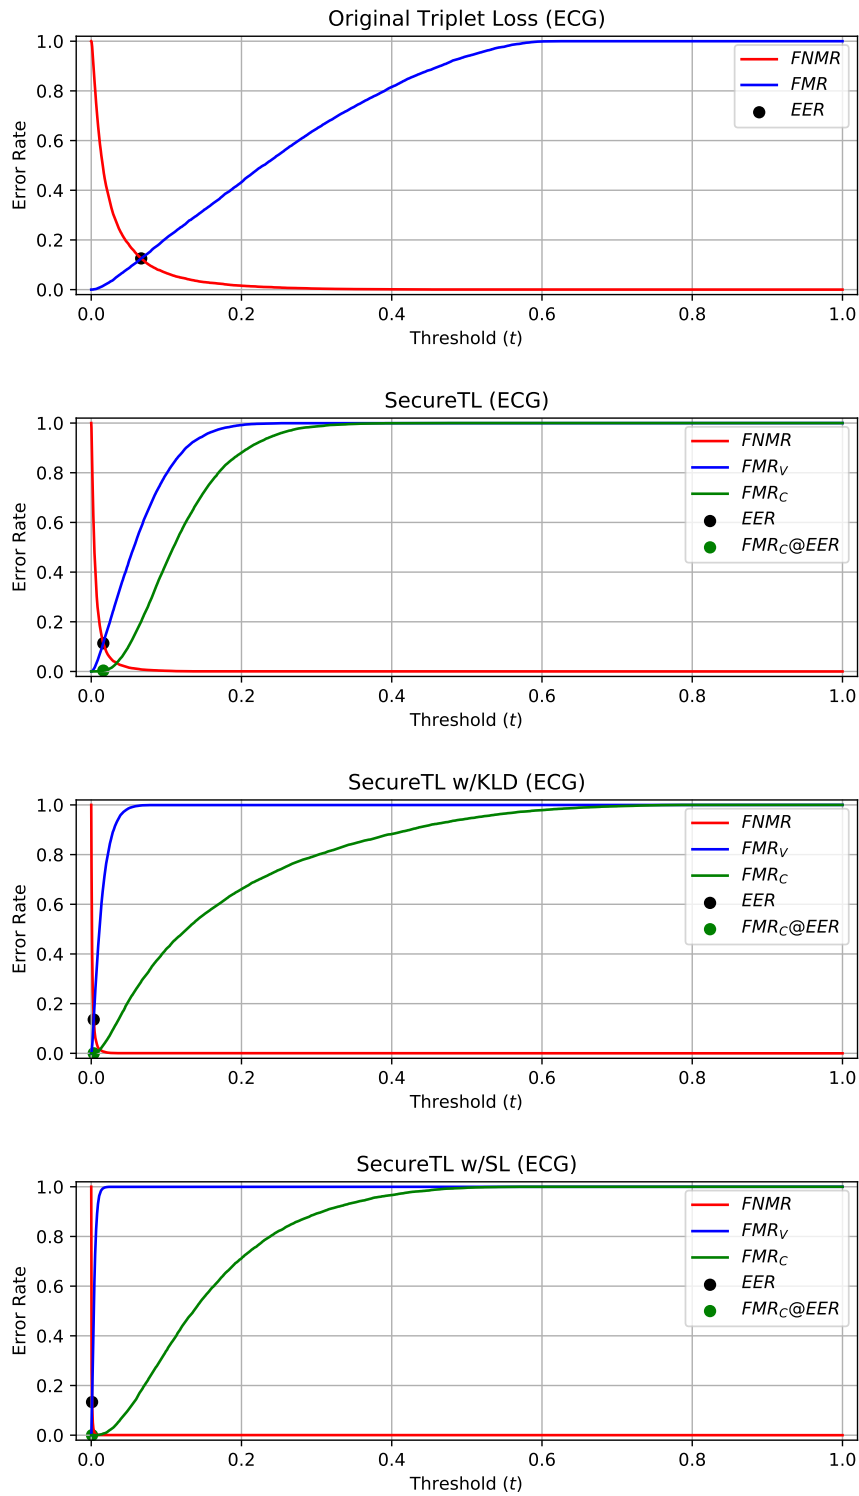 Original Triplet Loss (ECG)
Error Rate
1.0
0.8
0.6
0.4
0.2
0.0
FNMR
FMR
EER
0.0 0.2 0.4 0.6 0.8 1.0
Threshold (t)
SecureTL (ECG)
Error Rate
1.0
0.8
0.6
0.4
0.2
0.0
FNMR
FMR_V
FMR_C
EER
FMR_C@EER
0.0 0.2 0.4 0.6 0.8 1.0
Threshold (t)
SecureTL w/KLD (ECG)
Error Rate
1.0
0.8
0.6
0.4
0.2
0.0
FNMR
FMR_V
FMR_C
EER
FMR_C@EER
0.0 0.2 0.4 0.6 0.8 1.0
Threshold (t)
SecureTL w/SL (ECG)
Error Rate
1.0
0.8
0.6
0.4
0.2
0.0
FNMR
FMR_V
FMR_C
EER
FMR_C@EER
0.0 0.2 0.4 0.6 0.8 1.0
Threshold (t)